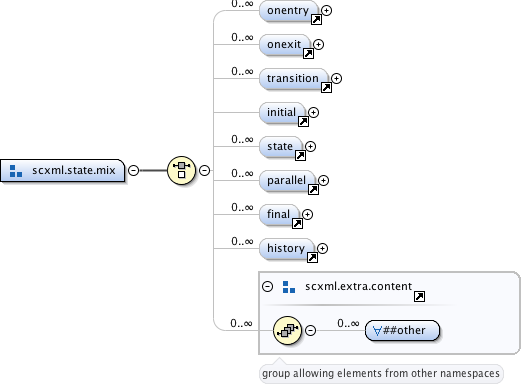 0..∞ onentry
0..∞ onexit
0..∞ transition
initial
0..∞ state
scxml.state.mix
0..∞ parallel
0..∞ final
0..∞ history
scxml.extra.content
0..∞ 0..∞ ∀##other
group allowing elements from other namespaces